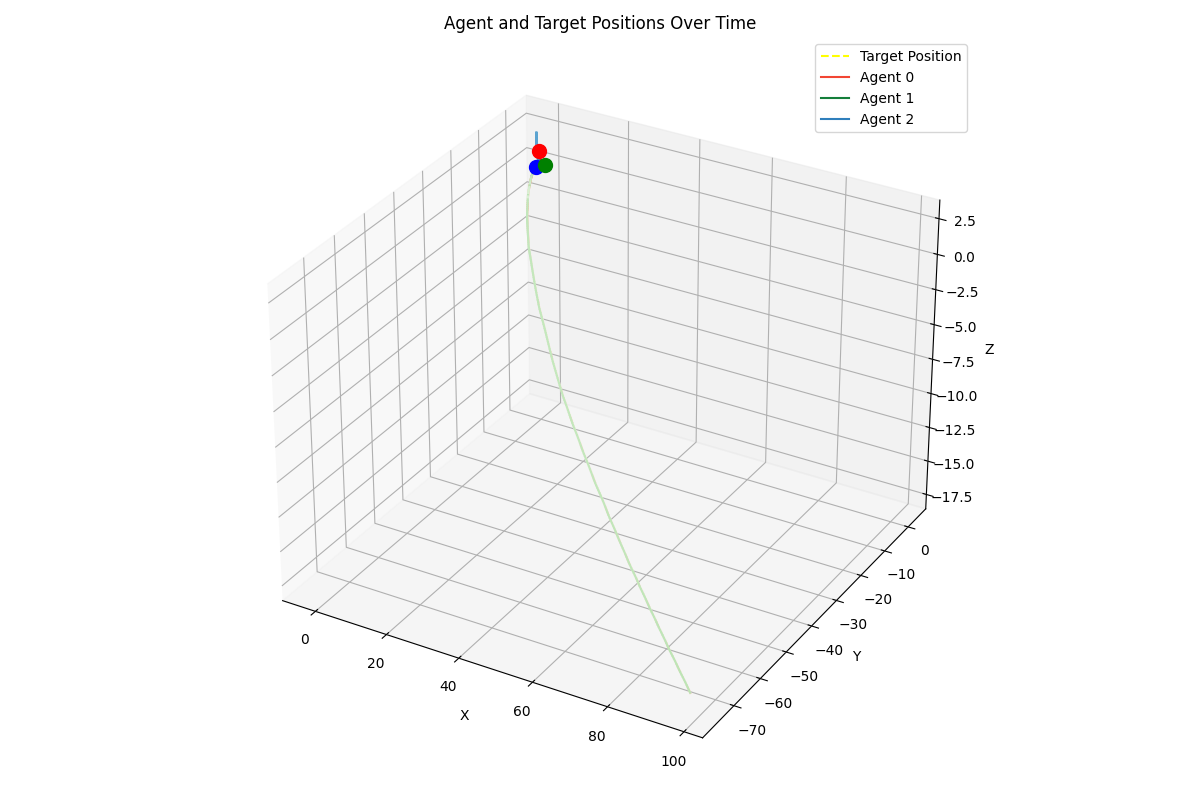 Agent and Target Positions Over Time
Target Position
Agent 0
Agent 1
Agent 2
2.5
0.0
−2.5
−5.0
Z
−7.5
−10.0
−12.5
−15.0
−17.5
0
−10
−20
−30
−40
Y
−50
−60
−70
0
20
40
X
60
80
100